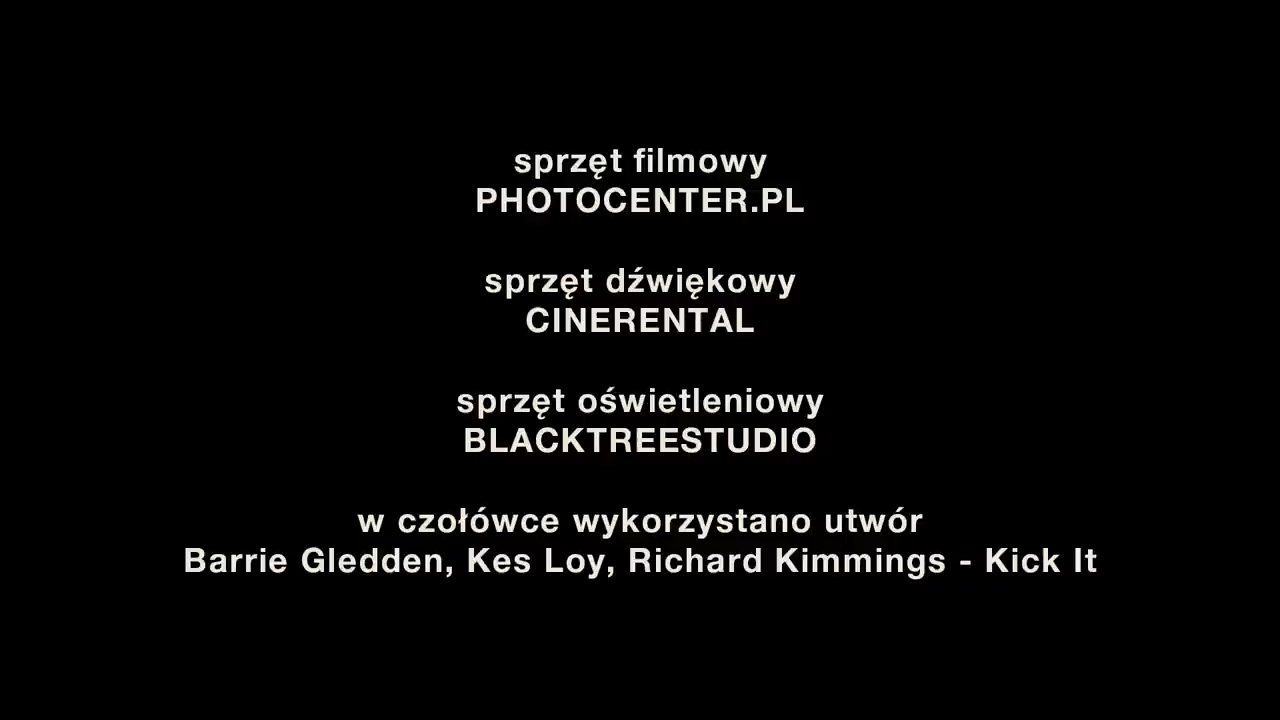 sprzęt filmowy
PHOTOCENTER.PL
sprzęt dźwiękowy
CINERENTAL
sprzęt oświetleniowy
BLACKTREESTUDIO
w czołówce wykorzystano utwór
Barrie Gledden, Kes Loy, Richard Kimmings - Kick It